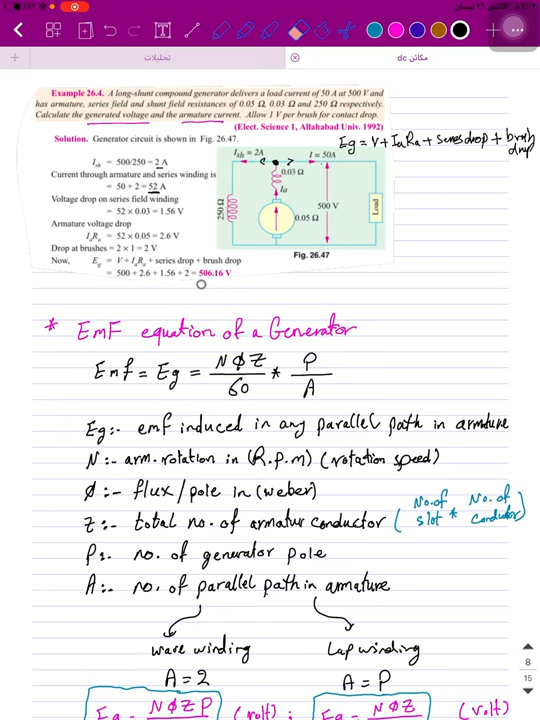 تحليلات
مكائن dc
Example 26.4. A long-shunt compound generator delivers a load current of 50 A at 500 V and
has armature, series field and shunt field resistances of 0.05 Ω, 0.03 Ω and 250 Ω respectively.
Calculate the generated voltage and the armature current. Allow 1 V per brush for contact drop.
(Elect. Science 1, Allahabad Univ. 1992)
Solution. Generator circuit is shown in Fig. 26.47.
Eg = V + IaRa + series drop + brush drop
Ish = 500/250 = 2 A
Current through armature and series winding is
= 50 + 2 = 52 A
Voltage drop on series field winding
= 52 × 0.03 = 1.56 V
Armature voltage drop
IaRa = 52 × 0.05 = 2.6 V
Drop at brushes = 2 × 1 = 2 V
Now, Eg = V + IaRa + series drop + brush drop
= 500 + 2.6 + 1.56 + 2 = 506.16 V
Ish = 2A
I = 50A
0.03 Ω
Ia
250 Ω
500 V
Load
0.05 Ω
Fig. 26.47
* EmF equation of a Generator
Emf = Eg = NØZ/60 * P/A
Eg:- emf induced in any parallel path in armature
N:- arm. rotation in (R.p.m) (rotation speed)
Ø:- flux/pole in (weber)
Z:- total no. of armatur conductor (No. of slot * No. of conductor)
P:- no. of generator pole
A:- no. of parallel path in armature
wave winding
Lap winding
A = 2
A = P
Eg = NØZP (volt) ; Eg = NØZ (volt)
8
15